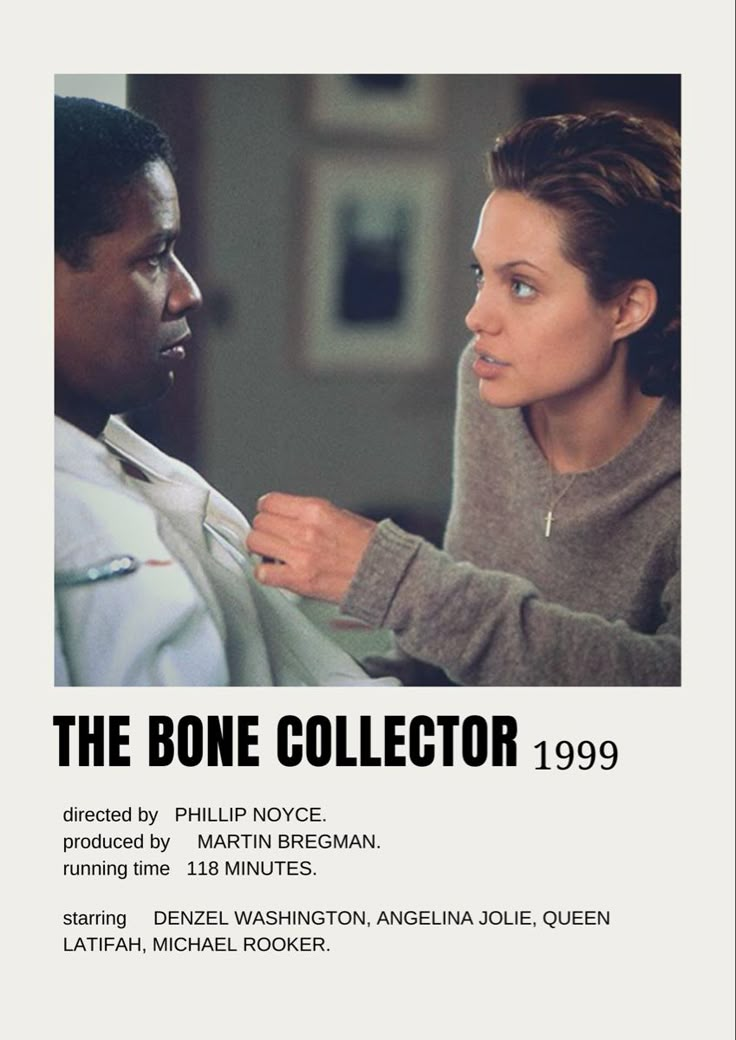 THE BONE COLLECTOR 1999
directed by PHILLIP NOYCE.
produced by MARTIN BREGMAN.
running time 118 MINUTES.
starring DENZEL WASHINGTON, ANGELINA JOLIE, QUEEN
LATIFAH, MICHAEL ROOKER.